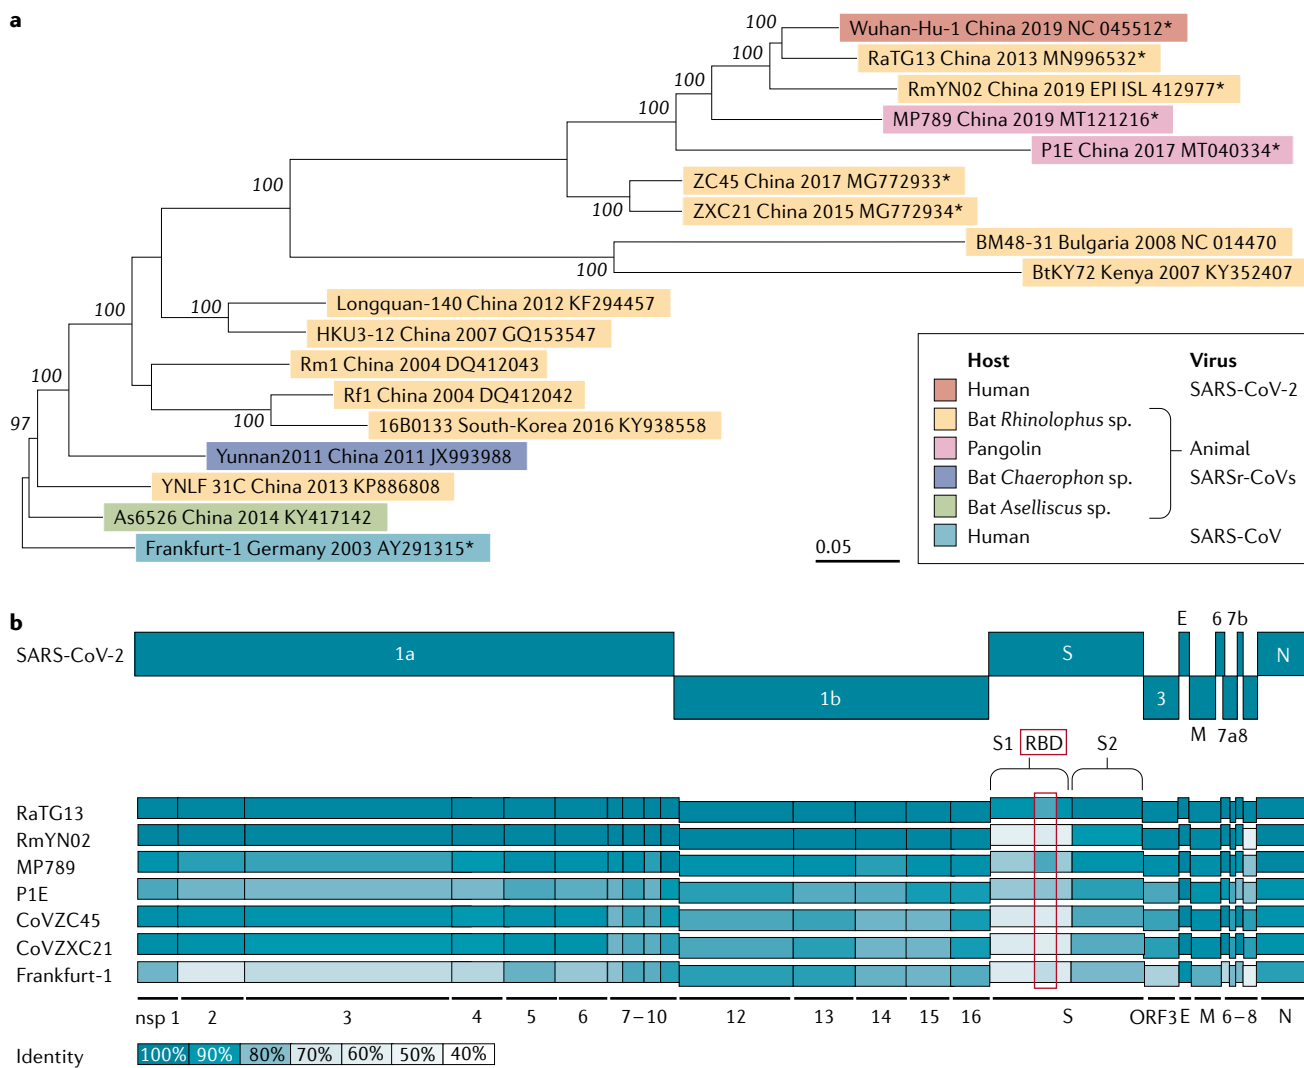 a
100
Wuhan-Hu-1 China 2019 NC 045512*
100
RaTG13 China 2013 MN996532*
100
RmYN02 China 2019 EPI ISL 412977*
100
MP789 China 2019 MT121216*
P1E China 2017 MT040334*
100
ZC45 China 2017 MG772933*
100
ZXC21 China 2015 MG772934*
BM48-31 Bulgaria 2008 NC 014470
100
BtKY72 Kenya 2007 KY352407
100
100
Longquan-140 China 2012 KF294457
HKU3-12 China 2007 GQ153547
Rm1 China 2004 DQ412043
100
Rf1 China 2004 DQ412042
100
16B0133 South-Korea 2016 KY938558
97
Yunnan2011 China 2011 JX993988
YNLF 31C China 2013 KP886808
As6526 China 2014 KY417142
Frankfurt-1 Germany 2003 AY291315*
0.05
Host Virus
Human SARS-CoV-2
Bat Rhinolophus sp.
Pangolin Animal
Bat Chaerophon sp. SARSr-CoVs
Bat Aselliscus sp.
Human SARS-CoV
b
E 6 7b
SARS-CoV-2 1a S N
1b 3
M 7a8
S1 RBD S2
RaTG13
RmYN02
MP789
P1E
CoVZC45
CoVZXC21
Frankfurt-1
nsp 1 2 3 4 5 6 7–10 12 13 14 15 16 S ORF3 E M 6–8 N
Identity 100% 90% 80% 70% 60% 50% 40%